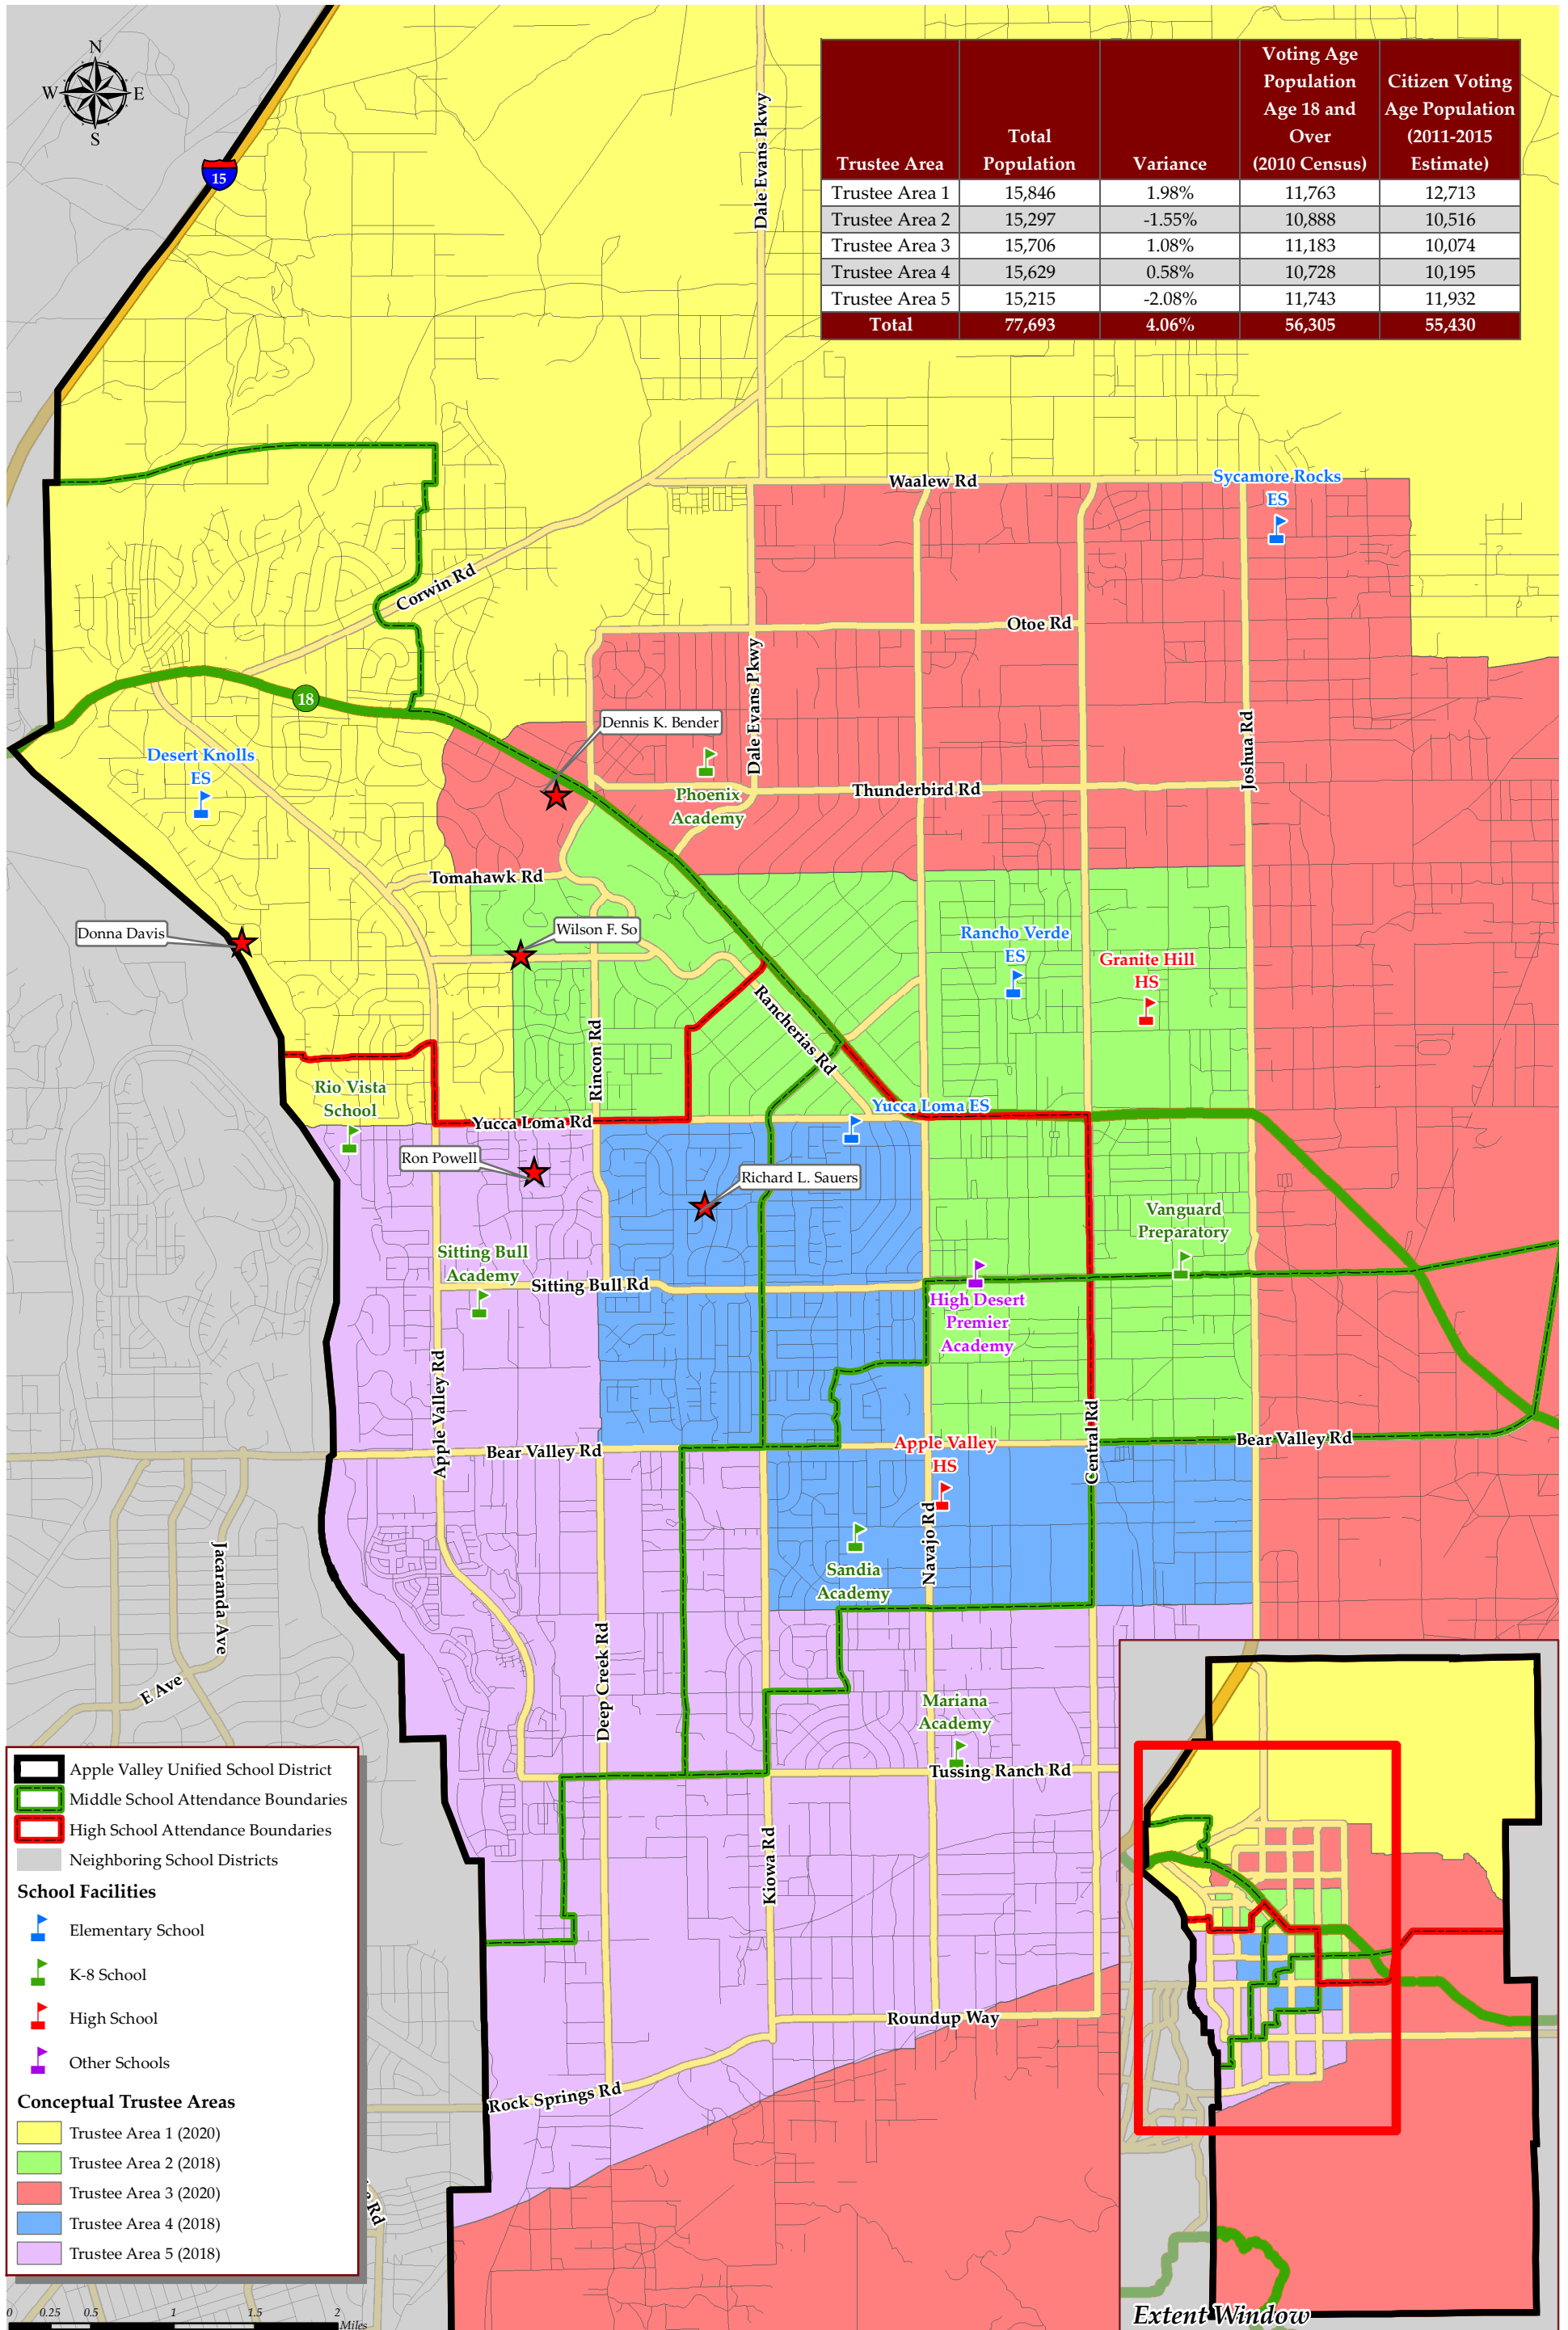 N
W E
S
15
Dale Evans Pkwy
Trustee Area Total Population Variance Voting Age Population Age 18 and Over (2010 Census) Citizen Voting Age Population (2011-2015 Estimate)
Trustee Area 1 15,846 1.98% 11,763 12,713
Trustee Area 2 15,297 -1.55% 10,888 10,516
Trustee Area 3 15,706 1.08% 11,183 10,074
Trustee Area 4 15,629 0.58% 10,728 10,195
Trustee Area 5 15,215 -2.08% 11,743 11,932
Total 77,693 4.06% 56,305 55,430
Waalew Rd
Sycamore Rocks
ES
Corwin Rd
Otoe Rd
Dale Evans Pkwy
18
Dennis K. Bender
Joshua Rd
Desert Knolls
ES
Phoenix
Academy
Thunderbird Rd
Tomahawk Rd
Donna Davis
Wilson F. So
Rancho Verde
ES
Granite Hill
HS
Rancherias Rd
Rincon Rd
Rio Vista
School
Yucca Loma ES
Yucca Loma Rd
Ron Powell
Richard L. Sauers
Vanguard
Preparatory
Sitting Bull
Academy
Sitting Bull Rd
High Desert
Premier
Academy
Apple Valley Rd
Bear Valley Rd
Apple Valley
HS
Central Rd
Bear Valley Rd
Navajo Rd
Sandia
Academy
Jacaranda Ave
E Ave
Deep Creek Rd
Mariana
Academy
Tussing Ranch Rd
Kiowa Rd
Roundup Way
Rock Springs Rd
Apple Valley Unified School District
Middle School Attendance Boundaries
High School Attendance Boundaries
Neighboring School Districts
School Facilities
Elementary School
K-8 School
High School
Other Schools
Conceptual Trustee Areas
Trustee Area 1 (2020)
Trustee Area 2 (2018)
Trustee Area 3 (2020)
Trustee Area 4 (2018)
Trustee Area 5 (2018)
Rd
0 0.25 0.5 1 1.5 2
Miles
Extent Window